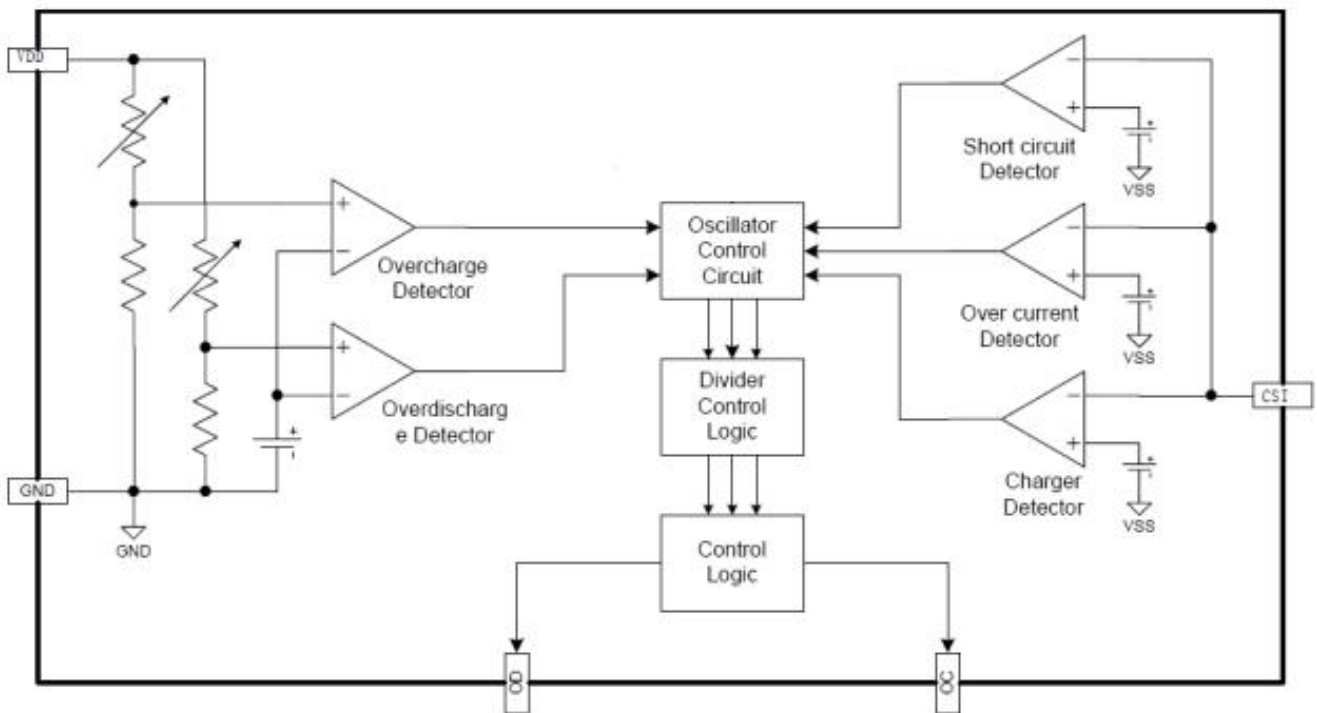 VDD
Short circuit
Detector
VSS
Oscillator
Control
Circuit
Overcharge
Detector
Over current
Detector
VSS
Divider
Control
Logic
Overdischarg
e Detector
CSI
GND
GND
Charger
Detector
VSS
Control
Logic
OD
OC
+
-
+
-
-
+
+
-
-
+
+
-
-
+
+
-
+
-